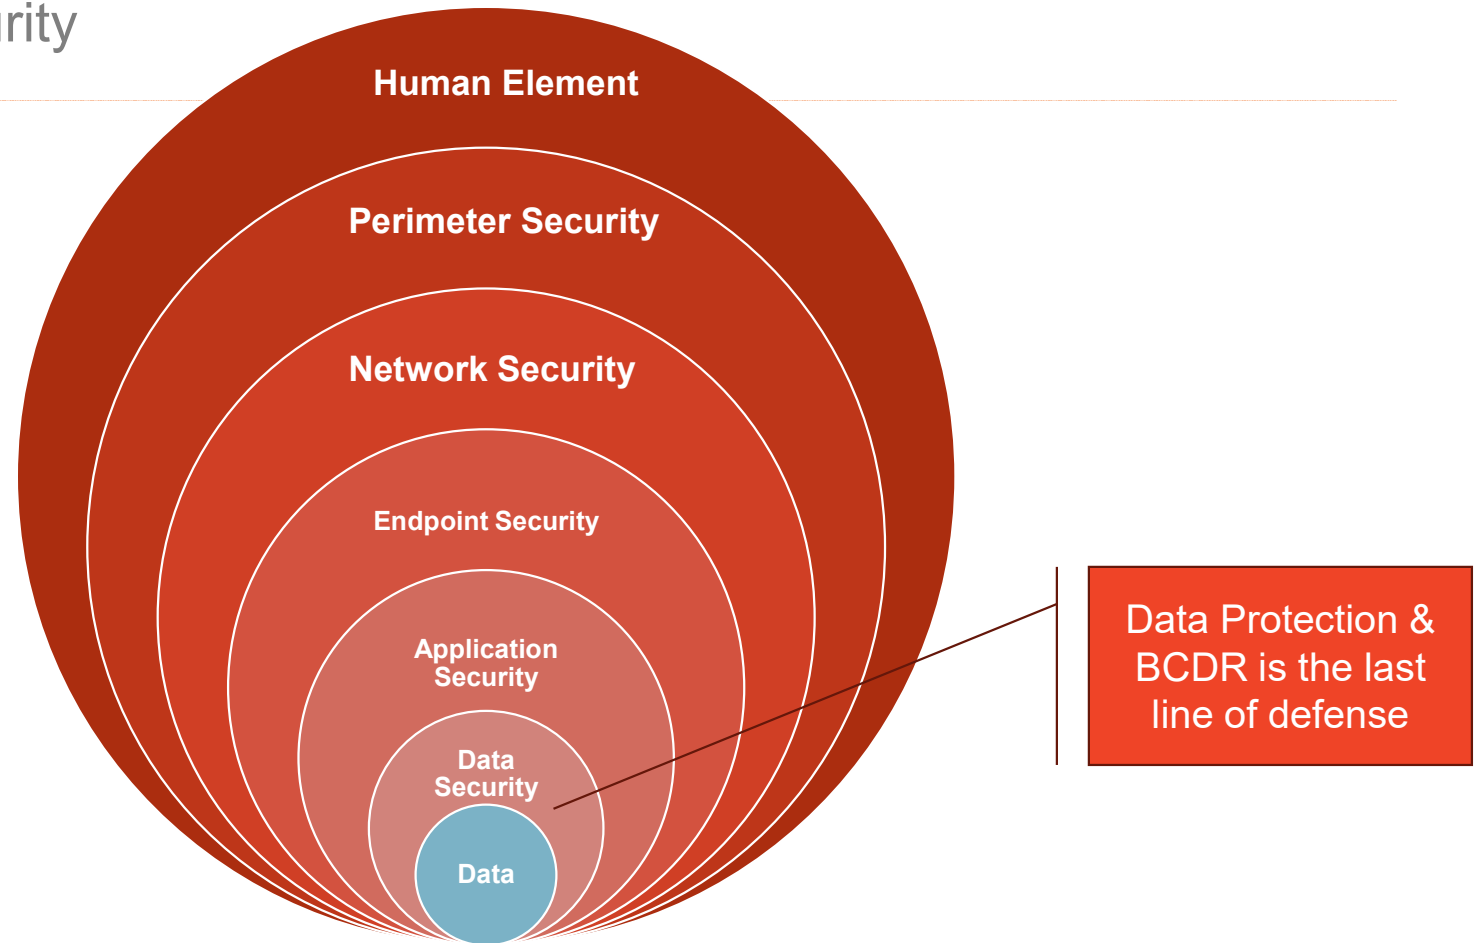 Human Element
Perimeter Security
Network Security
Endpoint Security
Application
Security
Data
Security
Data
Data Protection &
BCDR is the last
line of defense